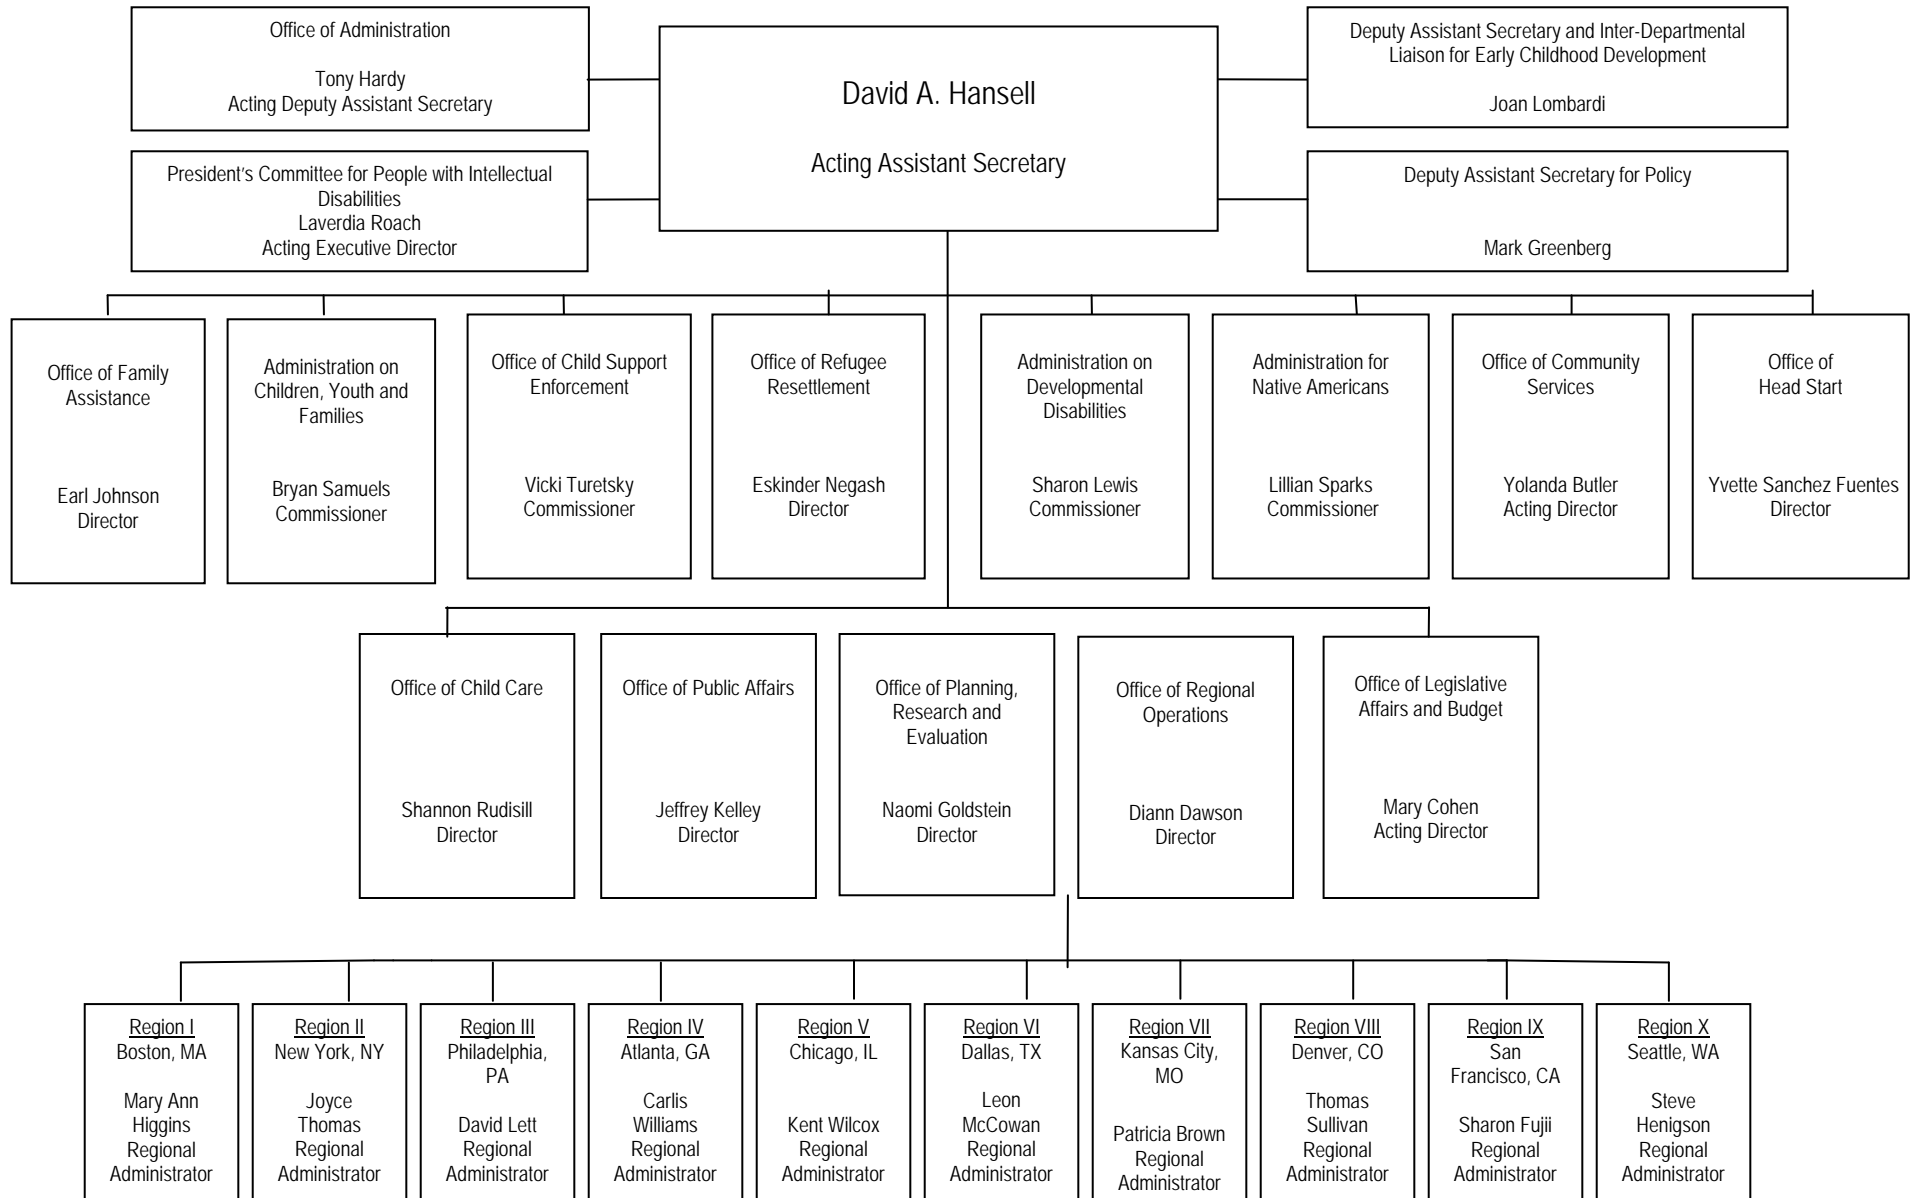 Office of Administration
Tony Hardy
Acting Deputy Assistant Secretary
David A. Hansell
Acting Assistant Secretary
Deputy Assistant Secretary and Inter-Departmental
Liaison for Early Childhood Development
Joan Lombardi
President's Committee for People with Intellectual
Disabilities
Laverdia Roach
Acting Executive Director
Deputy Assistant Secretary for Policy
Mark Greenberg
Office of Family
Assistance
Earl Johnson
Director
Administration on
Children, Youth and
Families
Bryan Samuels
Commissioner
Office of Child Support
Enforcement
Vicki Turetsky
Commissioner
Office of Refugee
Resettlement
Eskinder Negash
Director
Administration on
Developmental
Disabilities
Sharon Lewis
Commissioner
Administration for
Native Americans
Lillian Sparks
Commissioner
Office of Community
Services
Yolanda Butler
Acting Director
Office of
Head Start
Yvette Sanchez Fuentes
Director
Office of Child Care
Shannon Rudisill
Director
Office of Public Affairs
Jeffrey Kelley
Director
Office of Planning,
Research and
Evaluation
Naomi Goldstein
Director
Office of Regional
Operations
Diann Dawson
Director
Office of Legislative
Affairs and Budget
Mary Cohen
Acting Director
Region I
Boston, MA
Mary Ann
Higgins
Regional
Administrator
Region II
New York, NY
Joyce
Thomas
Regional
Administrator
Region III
Philadelphia,
PA
David Lett
Regional
Administrator
Region IV
Atlanta, GA
Carlis
Williams
Regional
Administrator
Region V
Chicago, IL
Kent Wilcox
Regional
Administrator
Region VI
Dallas, TX
Leon
McCowan
Regional
Administrator
Region VII
Kansas City,
MO
Patricia Brown
Regional
Administrator
Region VIII
Denver, CO
Thomas
Sullivan
Regional
Administrator
Region IX
San
Francisco, CA
Sharon Fujii
Regional
Administrator
Region X
Seattle, WA
Steve
Henigson
Regional
Administrator